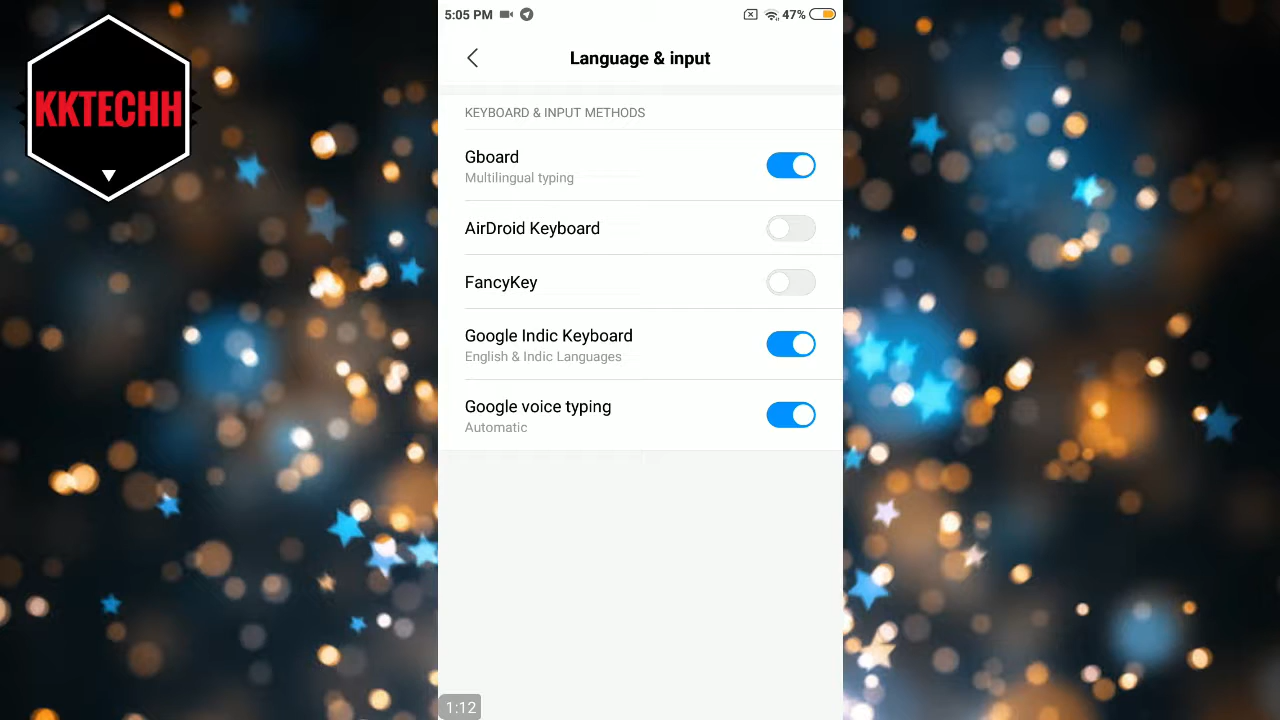 KKTECHH
5:05 PM 47%
Language & input
KEYBOARD & INPUT METHODS
Gboard
Multilingual typing
AirDroid Keyboard
FancyKey
Google Indic Keyboard
English & Indic Languages
Google voice typing
Automatic
1:12